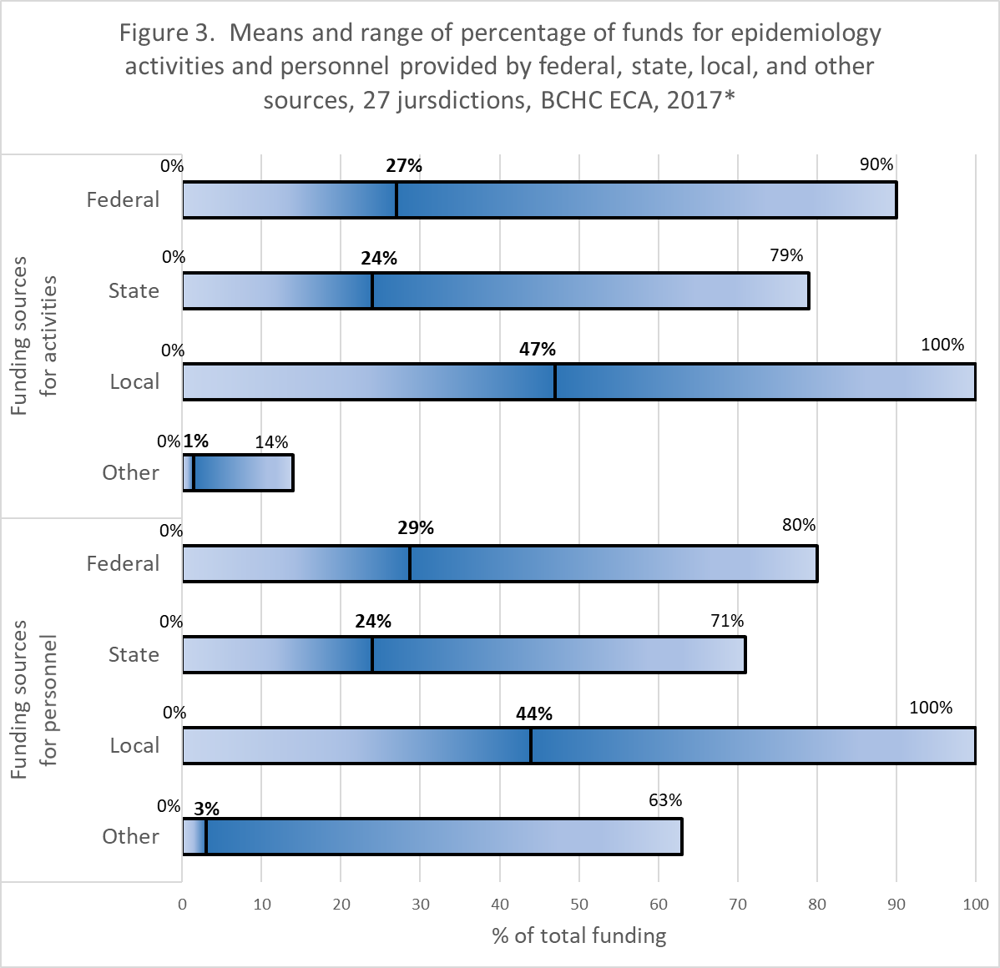 Figure 3.  Means and range of percentage of funds for epidemiology
activities and personnel provided by federal, state, local, and other
sources, 27 jursdictions, BCHC ECA, 2017*
Funding sources
for activities
0% 27% 90%
Federal
0% 24% 79%
State
0% 47% 100%
Local
0% 1% 14%
Other
Funding sources
for personnel
0% 29% 80%
Federal
0% 24% 71%
State
0% 44% 100%
Local
0% 3% 63%
Other
0 10 20 30 40 50 60 70 80 90 100
% of total funding